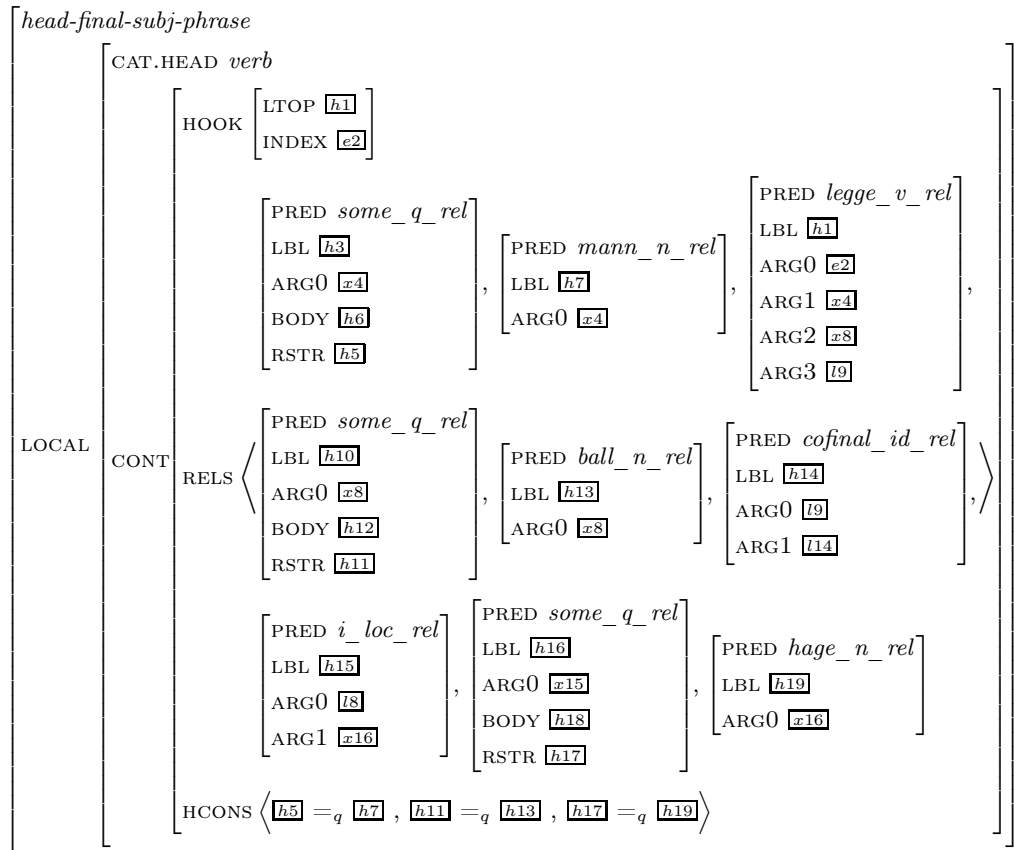 head-final-subj-phrase
LOCAL
CAT.HEAD verb
CONT
HOOK
LTOP h1
INDEX e2
RELS
PRED some_q_rel
LBL h3
ARG0 x4
BODY h6
RSTR h5
,
PRED mann_n_rel
LBL h7
ARG0 x4
,
PRED legge_v_rel
LBL h1
ARG0 e2
ARG1 x4
ARG2 x8
ARG3 l9
,
PRED some_q_rel
LBL h10
ARG0 x8
BODY h12
RSTR h11
,
PRED ball_n_rel
LBL h13
ARG0 x8
,
PRED cofinal_id_rel
LBL h14
ARG0 l9
ARG1 l14
,
PRED i_loc_rel
LBL h15
ARG0 l8
ARG1 x16
,
PRED some_q_rel
LBL h16
ARG0 x15
BODY h18
RSTR h17
,
PRED hage_n_rel
LBL h19
ARG0 x16
HCONS ⟨ h5 =q h7 , h11 =q h13 , h17 =q h19 ⟩